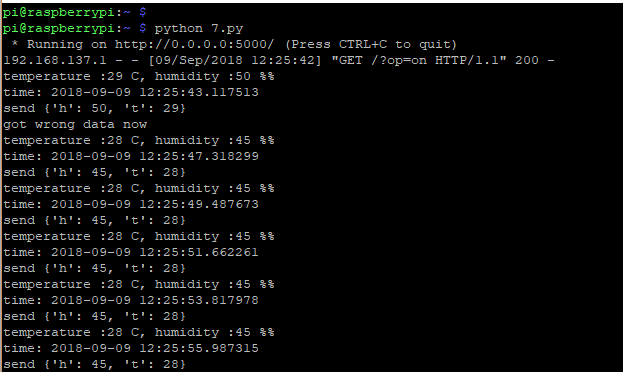 pi@raspberrypi:~ $
pi@raspberrypi:~ $ python 7.py
 * Running on http://0.0.0.0:5000/ (Press CTRL+C to quit)
192.168.137.1 - - [09/Sep/2018 12:25:42] "GET /?op=on HTTP/1.1" 200 -
temperature :29 C, humidity :50 %%
time: 2018-09-09 12:25:43.117513
send {'h': 50, 't': 29}
got wrong data now
temperature :28 C, humidity :45 %%
time: 2018-09-09 12:25:47.318299
send {'h': 45, 't': 28}
temperature :28 C, humidity :45 %%
time: 2018-09-09 12:25:49.487673
send {'h': 45, 't': 28}
temperature :28 C, humidity :45 %%
time: 2018-09-09 12:25:51.662261
send {'h': 45, 't': 28}
temperature :28 C, humidity :45 %%
time: 2018-09-09 12:25:53.817978
send {'h': 45, 't': 28}
temperature :28 C, humidity :45 %%
time: 2018-09-09 12:25:55.987315
send {'h': 45, 't': 28}